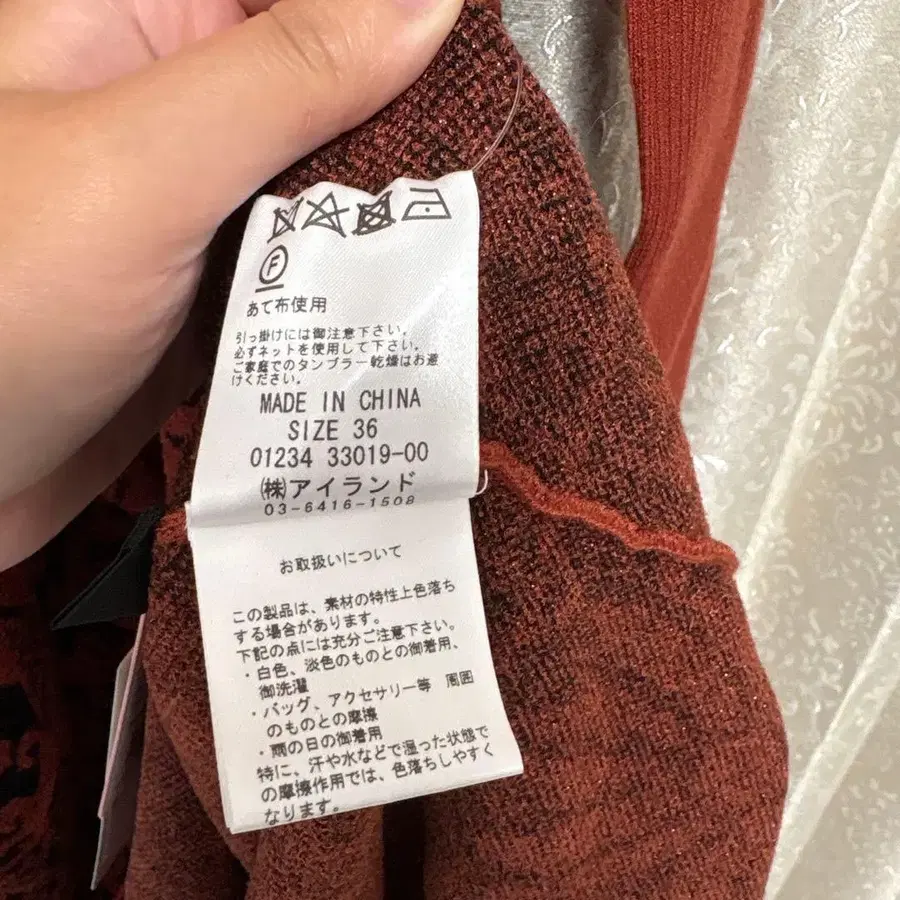 F
あて布使用
引っ掛けには御注意下さい。
必ずネットを使用して下さい。
ご家庭でのタンブラー乾燥はお避
けください。
MADE IN CHINA
SIZE 36
01234 33019-00
㈱アイランド
03-6416-1508
お取扱いについて
この製品は、素材の特性上色落ち
する場合があります。
下記の点には充分ご注意下さい。
・白色、淡色のものとの御着用、
御洗濯
・バッグ、アクセサリー等 周囲
のものとの摩擦
・雨の日の御着用
特に、汗や水などで湿った状態で
の摩擦作用では、色落ちしやすく
なります。